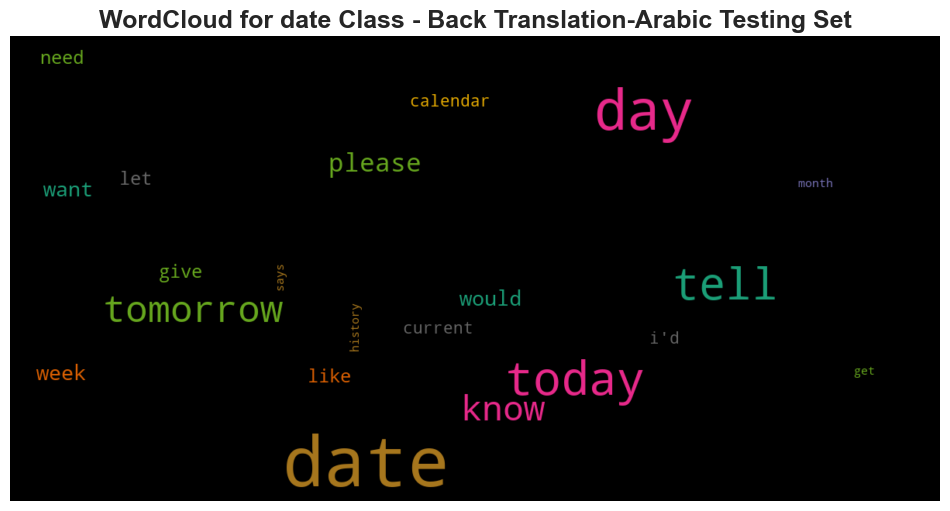 WordCloud for date Class - Back Translation-Arabic Testing Set
need
calendar
day
please
let
want
month
give
says
tell
tomorrow
would
history
current
i'd
week
like
today
get
know
date